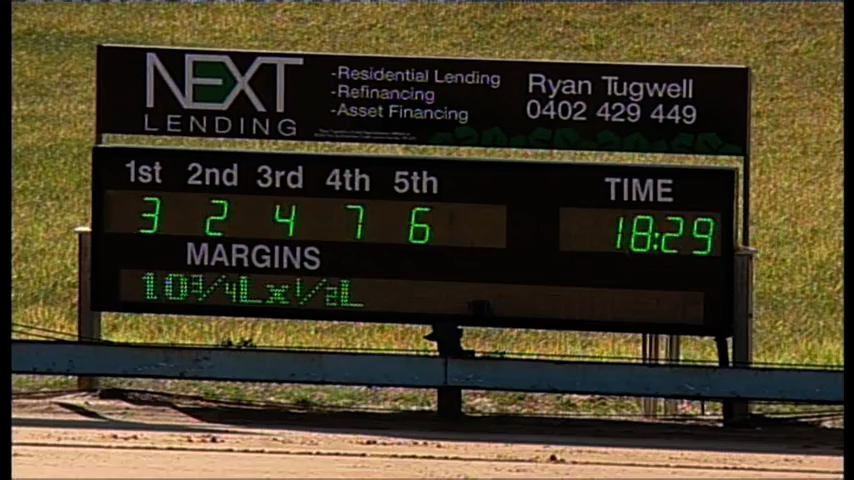 NEXT
LENDING
-Residential Lending
-Refinancing
-Asset Financing
Ryan Tugwell
0402 429 449
1st 2nd 3rd 4th 5th TIME
3 2 4 7 6 18:29
MARGINS
10¾Lx½L